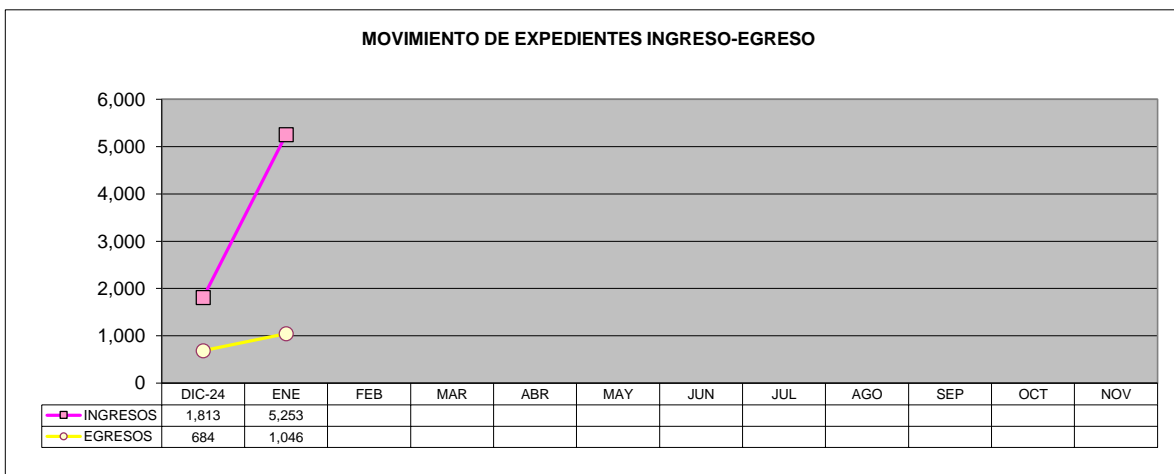 MOVIMIENTO DE EXPEDIENTES INGRESO-EGRESO
6,000
5,000
4,000
3,000
2,000
1,000
0
DIC-24 ENE FEB MAR ABR MAY JUN JUL AGO SEP OCT NOV
INGRESOS 1,813 5,253
EGRESOS 684 1,046